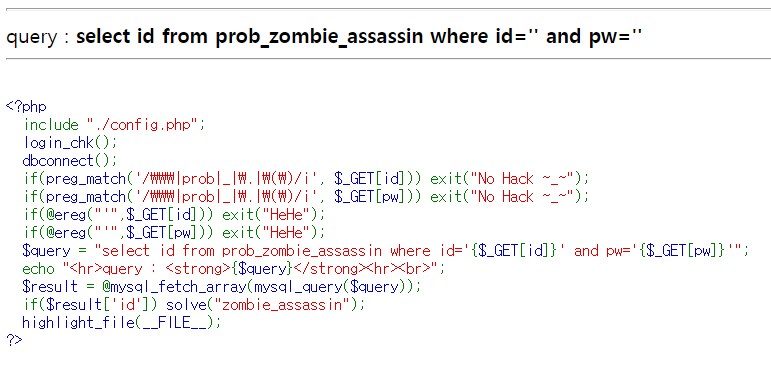 query : select id from prob_zombie_assassin where id='' and pw=''
<?php
include "./config.php";
login_chk();
dbconnect();
if(preg_match('/₩₩₩|prob|_|₩.|₩(₩)/i', $_GET[id])) exit("No Hack ~_~");
if(preg_match('/₩₩₩|prob|_|₩.|₩(₩)/i', $_GET[pw])) exit("No Hack ~_~");
if(@ereg("'",$_GET[id])) exit("HeHe");
if(@ereg("'",$_GET[pw])) exit("HeHe");
$query = "select id from prob_zombie_assassin where id='{$_GET[id]}' and pw='{$_GET[pw]}'";
echo "<hr>query : <strong>{$query}</strong><hr><br>";
$result = @mysql_fetch_array(mysql_query($query));
if($result['id']) solve("zombie_assassin");
highlight_file(__FILE__);
?>